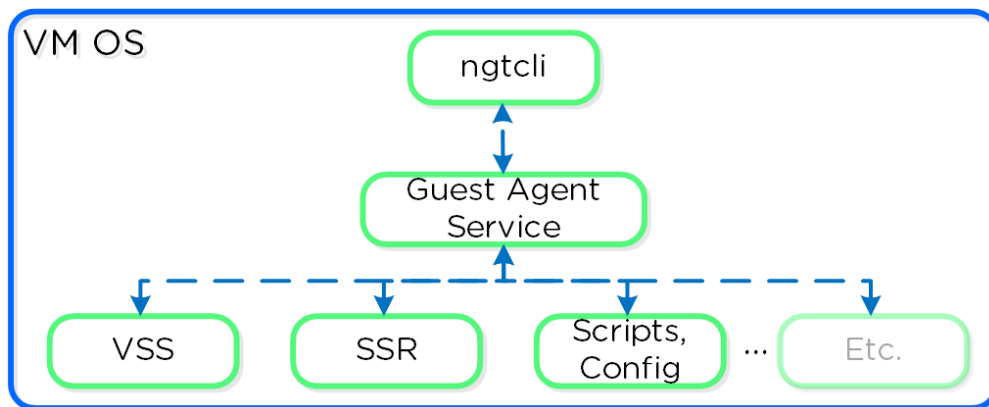 VM OS
ngtcli
Guest Agent
Service
VSS
SSR
Scripts,
Config
...
Etc.